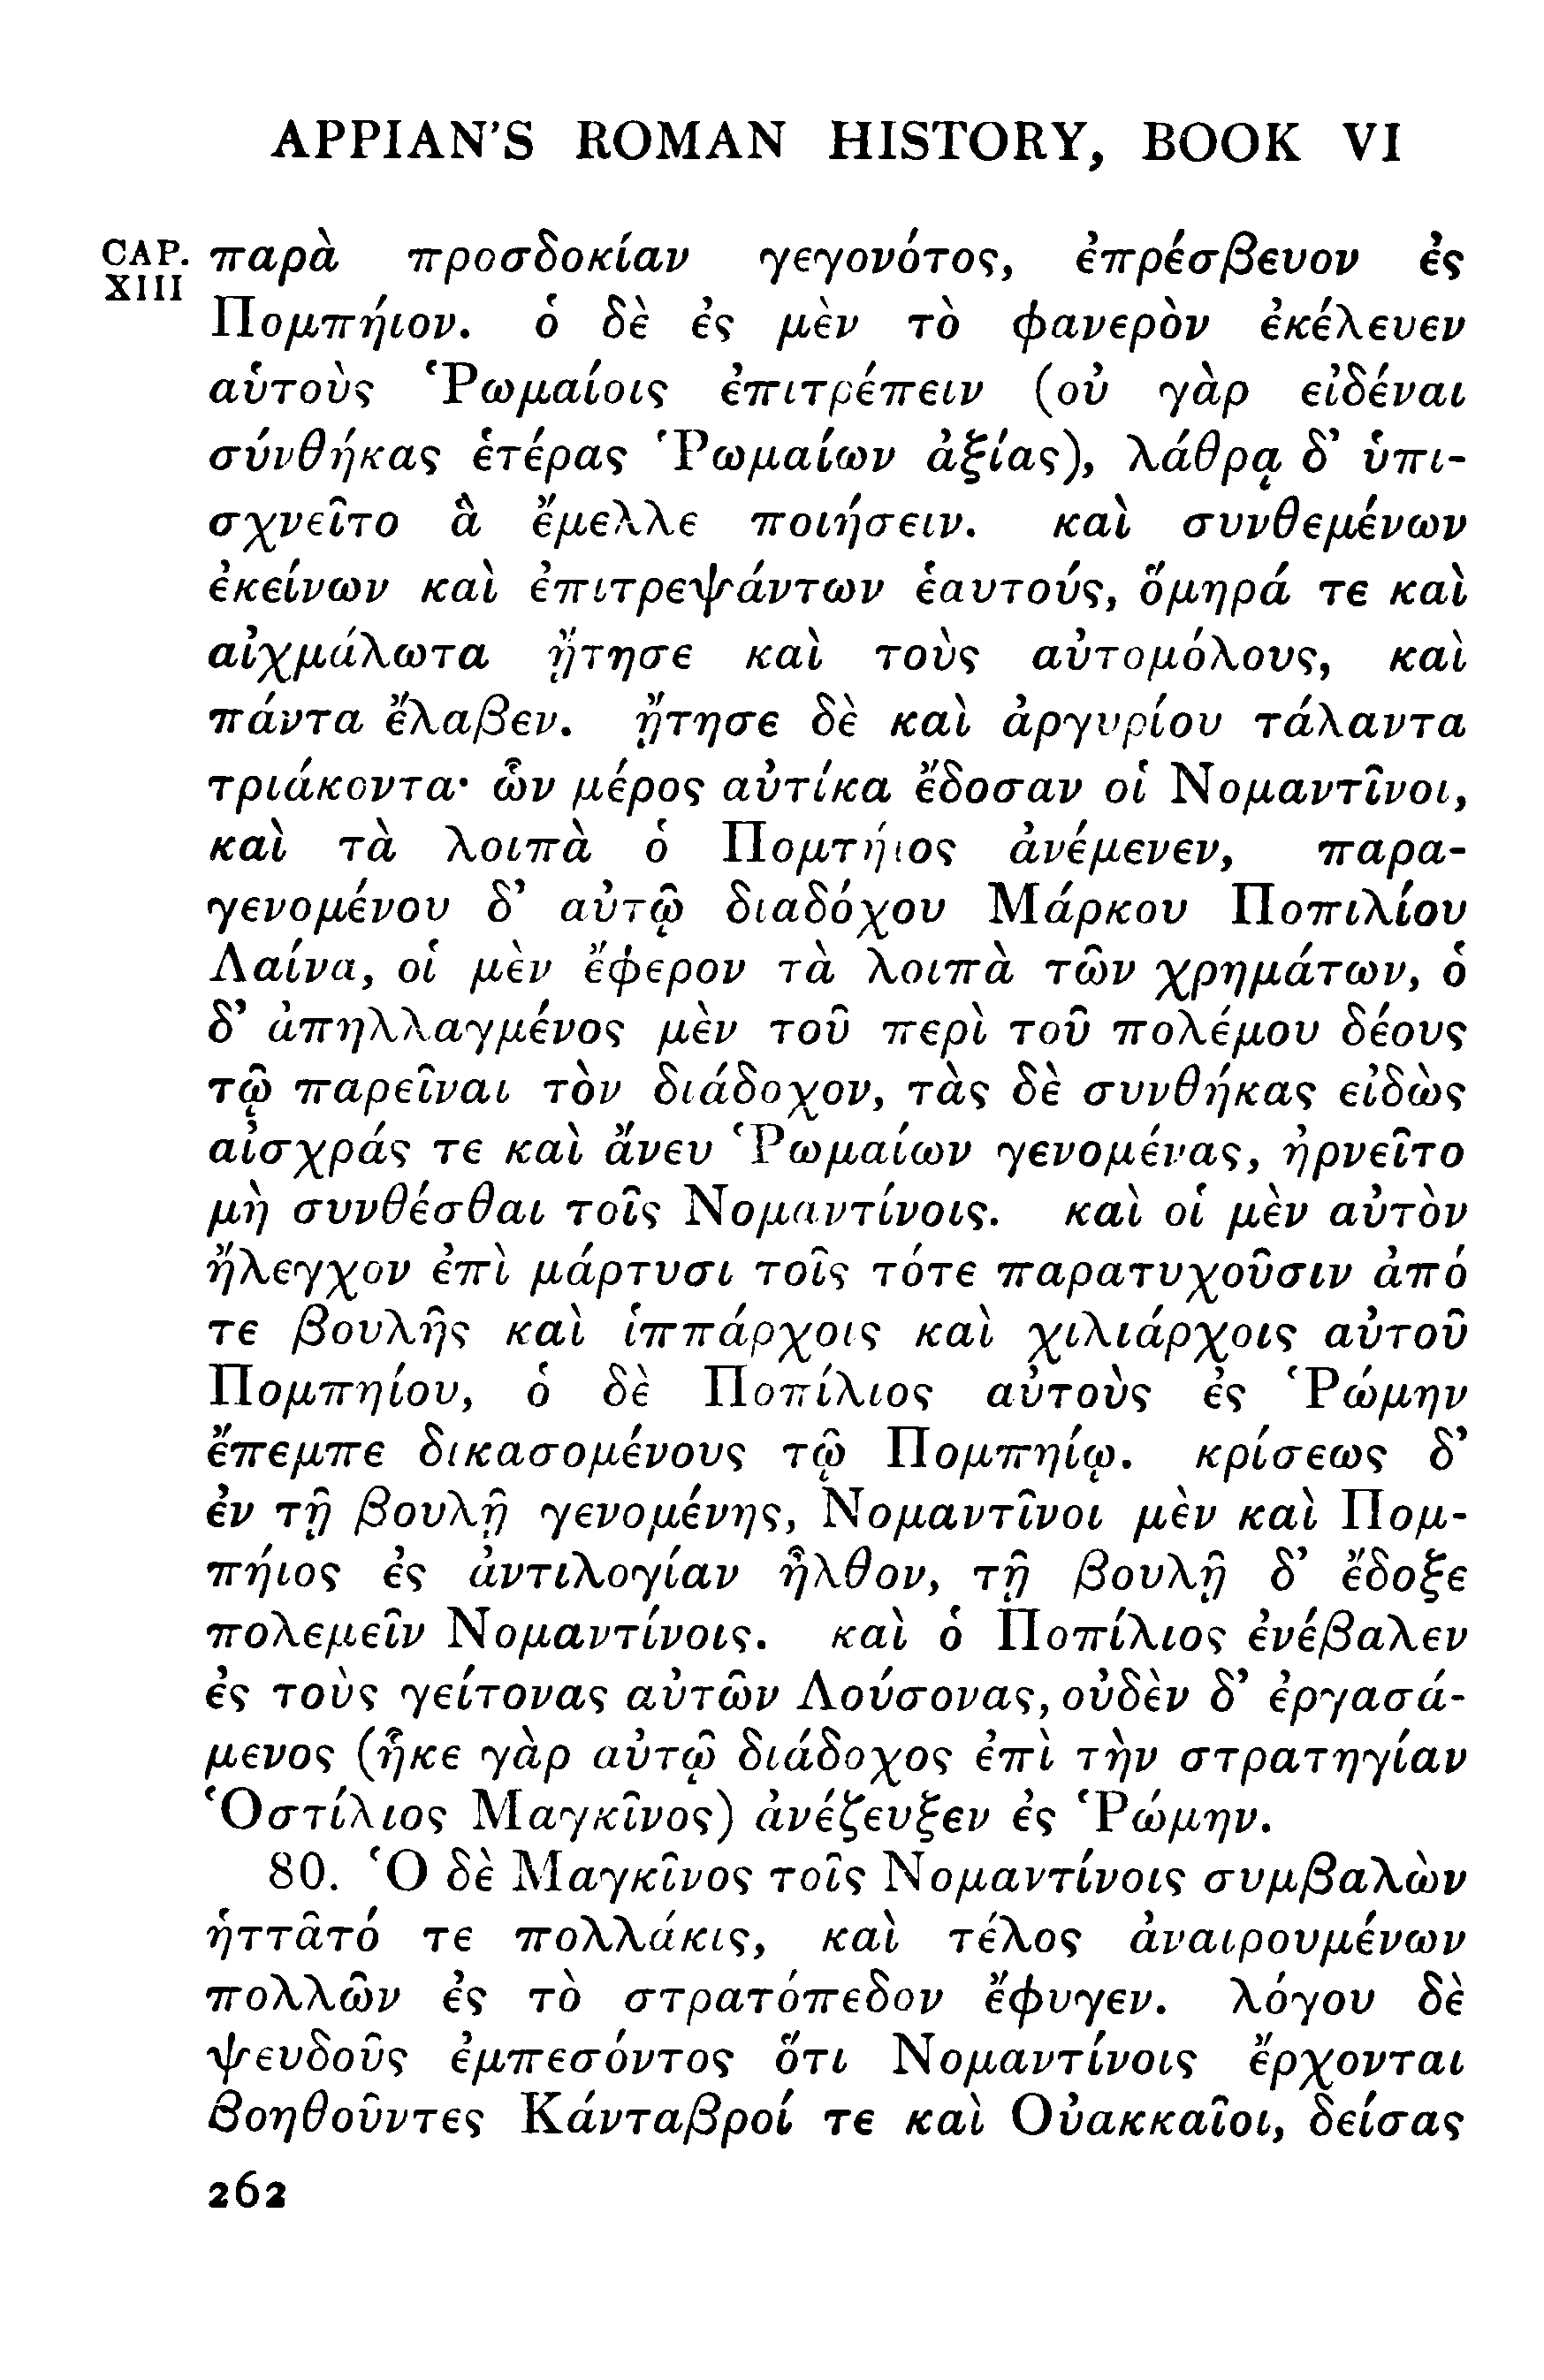 APPIAN'S ROMAN HISTORY, BOOK VI
CAP. XIII
παρὰ προσδοκίαν γεγονότος, ἐπρέσβευον ἐς
Πομπήιον. ὁ δὲ ἐς μὲν τὸ φανερὸν ἐκέλευεν
αὑτοὺς Ῥωμαίοις ἐπιτρέπειν (οὐ γὰρ εἰδέναι
σύνθήκας ἑτέρας Ῥωμαίων ἀξίας), λάθρᾳ δ' ὑπι-
σχνεῖτο ἃ ἔμελλε ποιήσειν. καὶ συνθεμένων
ἐκείνων καὶ ἐπιτρεψάντων ἑαυτούς, ὅμηρά τε καὶ
αἰχμάλωτα ᾔτησε καὶ τοὺς αὐτομόλους, καὶ
πάντα ἔλαβεν. ᾔτησε δὲ καὶ ἀργυρίου τάλαντα
τριάκοντα· ὧν μέρος αὐτίκα ἔδοσαν οἱ Νομαντῖνοι,
καὶ τὰ λοιπὰ ὁ Πομπήιος ἀνέμενεν, παρα-
γενομένου δ' αὐτῷ διαδόχου Μάρκου Ποπιλίου
Λαίνα, οἱ μὲν ἔφερον τὰ λοιπὰ τῶν χρημάτων, ὁ
δ' ἀπηλλαγμένος μὲν τοῦ περὶ τοῦ πολέμου δέους
τῷ παρεῖναι τὸν διάδοχον, τὰς δὲ συνθήκας εἰδὼς
αἰσχράς τε καὶ ἄνευ Ῥωμαίων γενομένας, ἠρνεῖτο
μὴ συνθέσθαι τοῖς Νομαντίνοις. καὶ οἱ μὲν αὐτὸν
ἤλεγχον ἐπὶ μάρτυσι τοῖς τότε παρατυχοῦσιν ἀπό
τε βουλῆς καὶ ἱππάρχοις καὶ χιλιάρχοις αὐτοῦ
Πομπηίου, ὁ δὲ Ποπίλιος αὐτοὺς ἐς Ῥώμην
ἔπεμπε δικασομένους τῷ Πομπηίῳ. κρίσεως δ'
ἐν τῇ βουλῇ γενομένης, Νομαντῖνοι μὲν καὶ Πομ-
πήιος ἐς ἀντιλογίαν ἦλθον, τῇ βουλῇ δ' ἔδοξε
πολεμεῖν Νομαντίνοις. καὶ ὁ Ποπίλιος ἐνέβαλεν
ἐς τοὺς γείτονας αὐτῶν Λούσονας, οὐδὲν δ' ἐργασά-
μενος (ἧκε γὰρ αὐτῷ διάδοχος ἐπὶ τὴν στρατηγίαν
Ὁστίλιος Μαγκῖνος) ἀνέζευξεν ἐς Ῥώμην.
80. Ὁ δὲ Μαγκῖνος τοῖς Νομαντίνοις συμβαλὼν
ἡττᾶτό τε πολλάκις, καὶ τέλος ἀναιρουμένων
πολλῶν ἐς τὸ στρατόπεδον ἔφυγεν. λόγου δὲ
ψευδοῦς ἐμπεσόντος ὅτι Νομαντίνοις ἔρχονται
βοηθοῦντες Κάνταβροί τε καὶ Οὐακκαῖοι, δείσας
262